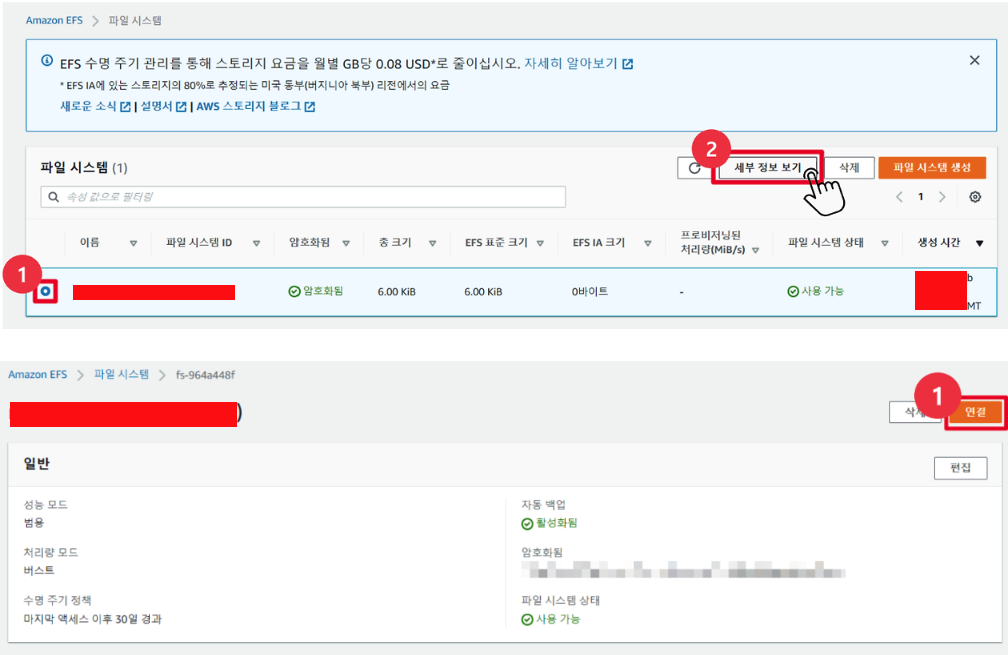 Amazon EFS > 파일 시스템
EFS 수명 주기 관리를 통해 스토리지 요금을 월별 GB당 0.08 USD*로 줄이십시오. 자세히 알아보기
* EFS IA에 있는 스토리지의 80%로 추정되는 미국 동부(버지니아 북부) 리전에서의 요금
새로운 소식 | 설명서 | AWS 스토리지 블로그
파일 시스템 (1)
2
세부 정보 보기
삭제
파일 시스템 생성
속성 값으로 필터링
< 1 >
이름
파일 시스템 ID
암호화됨
총 크기
EFS 표준 크기
EFS IA 크기
프로비저닝된
처리량(MiB/s)
파일 시스템 상태
생성 시간
1
암호화됨
6.00 KiB
6.00 KiB
0바이트
-
사용 가능
b
MT
Amazon EFS > 파일 시스템 > fs-964a448f
)
1
연결
일반
편집
성능 모드
범용
처리량 모드
버스트
수명 주기 정책
마지막 액세스 이후 30일 경과
자동 백업
활성화됨
암호화됨
파일 시스템 상태
사용 가능